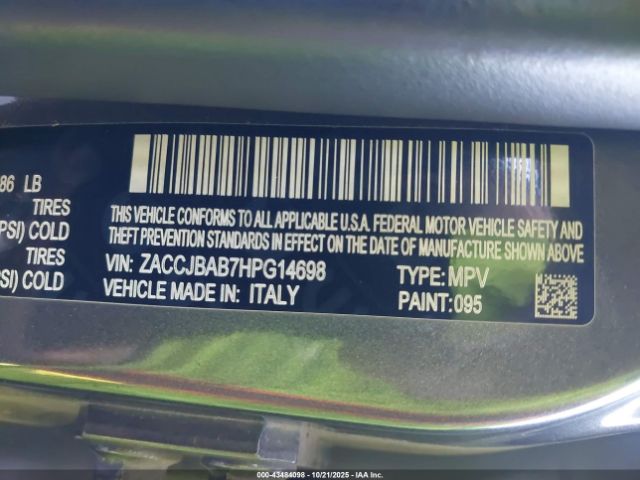 86 LB
TIRES
PSI) COLD
TIRES
PSI) COLD
THIS VEHICLE CONFORMS TO ALL APPLICABLE U.S.A. FEDERAL MOTOR VEHICLE SAFETY AND
THEFT PREVENTION STANDARDS IN EFFECT ON THE DATE OF MANUFACTURE SHOWN ABOVE
VIN: ZACCJBAB7HPG14698 TYPE: MPV
VEHICLE MADE IN: ITALY PAINT: 095
000-43484098 - 10/21/2025 - IAA Inc.